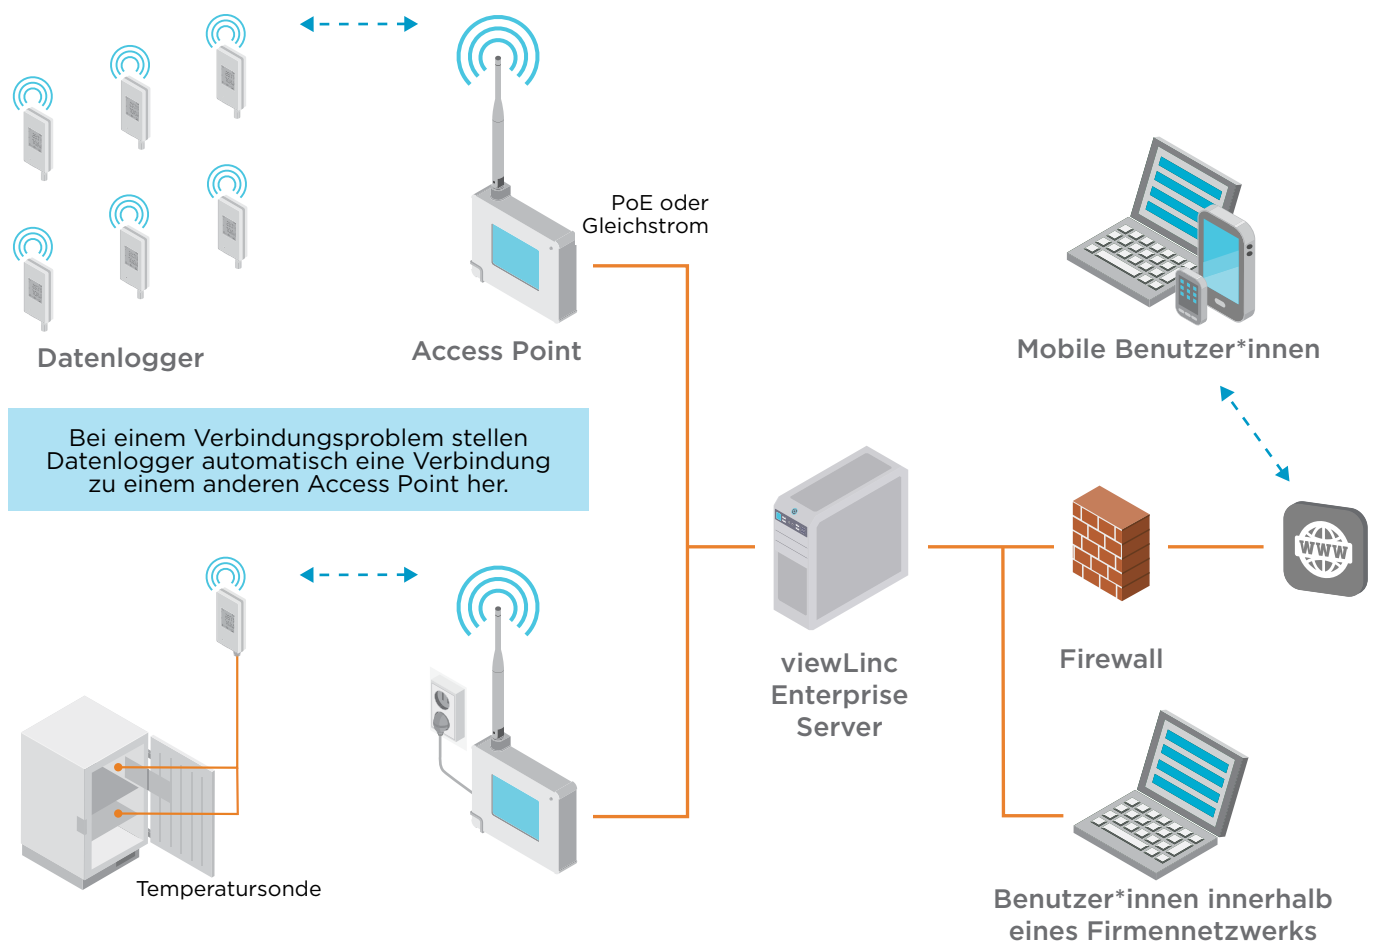 PoE oder
Gleichstrom
Datenlogger
Access Point
Mobile Benutzer*innen
Bei einem Verbindungsproblem stellen
Datenlogger automatisch eine Verbindung
zu einem anderen Access Point her.
WWW
viewLinc
Enterprise
Server
Firewall
Temperatursonde
Benutzer*innen innerhalb
eines Firmennetzwerks